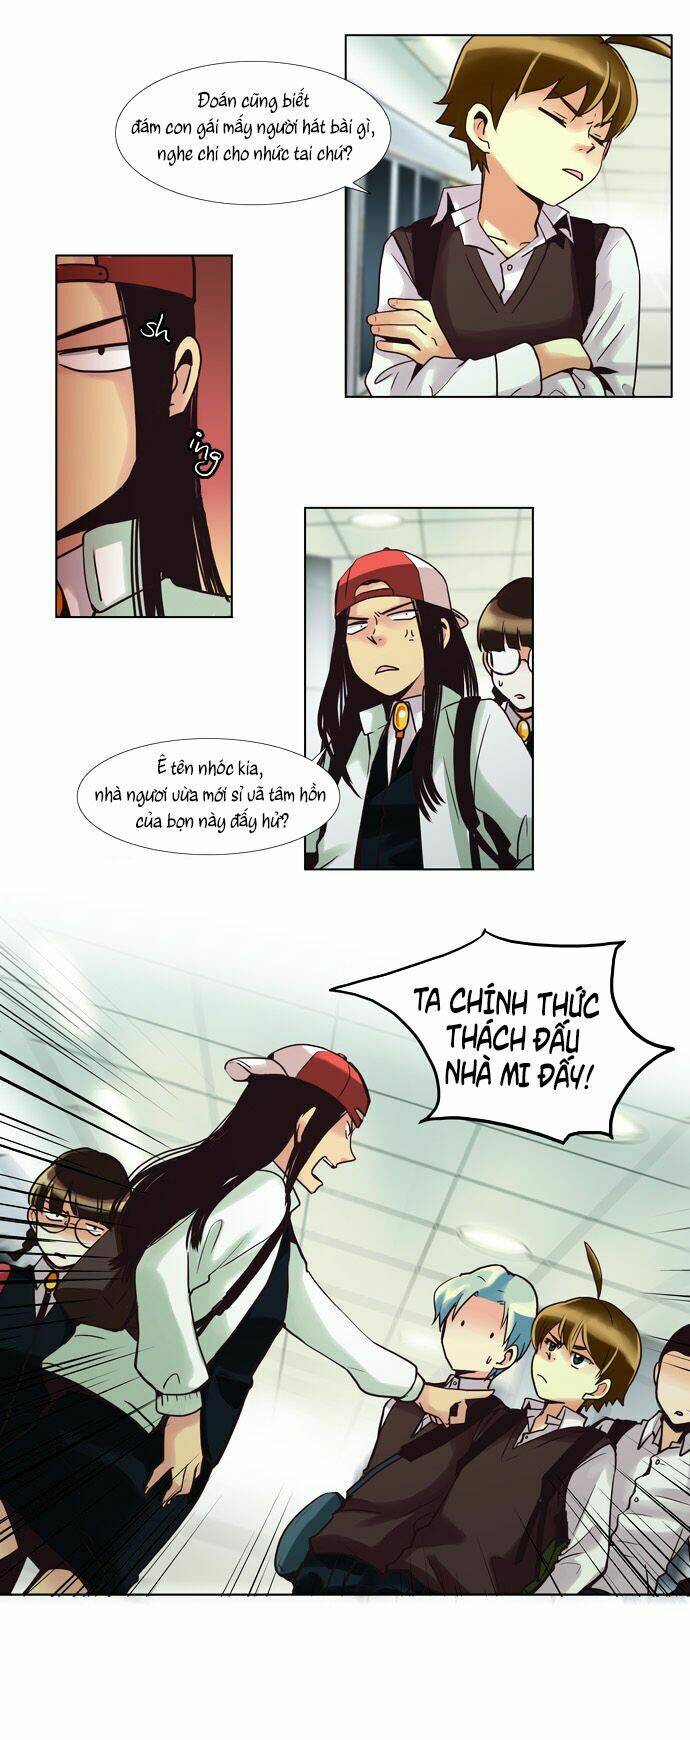 Đoán cũng biết
đám con gái mấy người hát bài gì,
nghe chi cho nhức tai chứ?
sh
ing
Ê tên nhóc kia,
nhà ngươi vừa mới sỉ vã tâm hồn
của bọn này đấy hử?
TA CHÍNH THỨC
THÁCH ĐẤU
NHÀ MI ĐẤY!